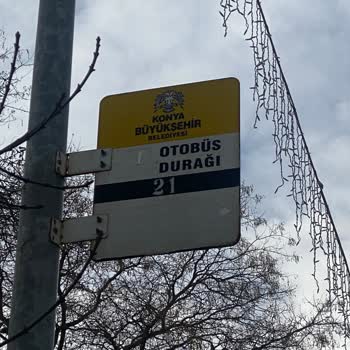 KONYA
BÜYÜKŞEHİR
BELEDİYESİ
OTOBÜS
DURAĞI
21